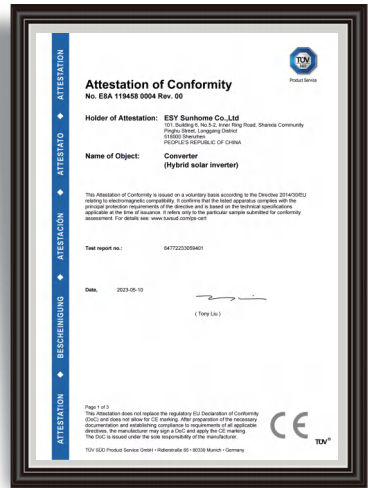 TÜV
SÜD
Product Service
Attestation of Conformity
No. E8A 119458 0004 Rev. 00
Holder of Attestation: ESY Sunhome Co.,Ltd
101, Building 6, No.5-2, Inner Ring Road, Shanxia Community
Pinghu Street, Longgang District
518000 Shenzhen
PEOPLE'S REPUBLIC OF CHINA
Name of Object: Converter
(Hybrid solar inverter)
This Attestation of Conformity is issued on a voluntary basis according to the Directive 2014/30/EU
relating to electromagnetic compatibility. It confirms that the listed apparatus complies with the
principal protection requirements of the directive and is based on the technical specifications
applicable at the time of issuance. It refers only to the particular sample submitted for conformity
assessment. For details see: www.tuvsud.com/ps-cert
Test report no.: 64772233059401
Date, 2023-05-10
( Tony Liu )
Page 1 of 3
This Attestation does not replace the regulatory EU Declaration of Conformity
(DoC) and does not allow for CE marking. After preparation of the necessary
documentation and establishing compliance to requirements of all applicable
directives, the manufacturer may sign a DoC and apply the CE marking.
The DoC is issued under the sole responsibility of the manufacturer.
CE
TÜV®
TÜV SÜD Product Service GmbH • Ridlerstraße 65 • 80339 Munich • Germany
ATTESTATION ◆ BESCHEINIGUNG ◆ ATESTACIÓN ◆ ATTESTATO ◆ ATTESTATION